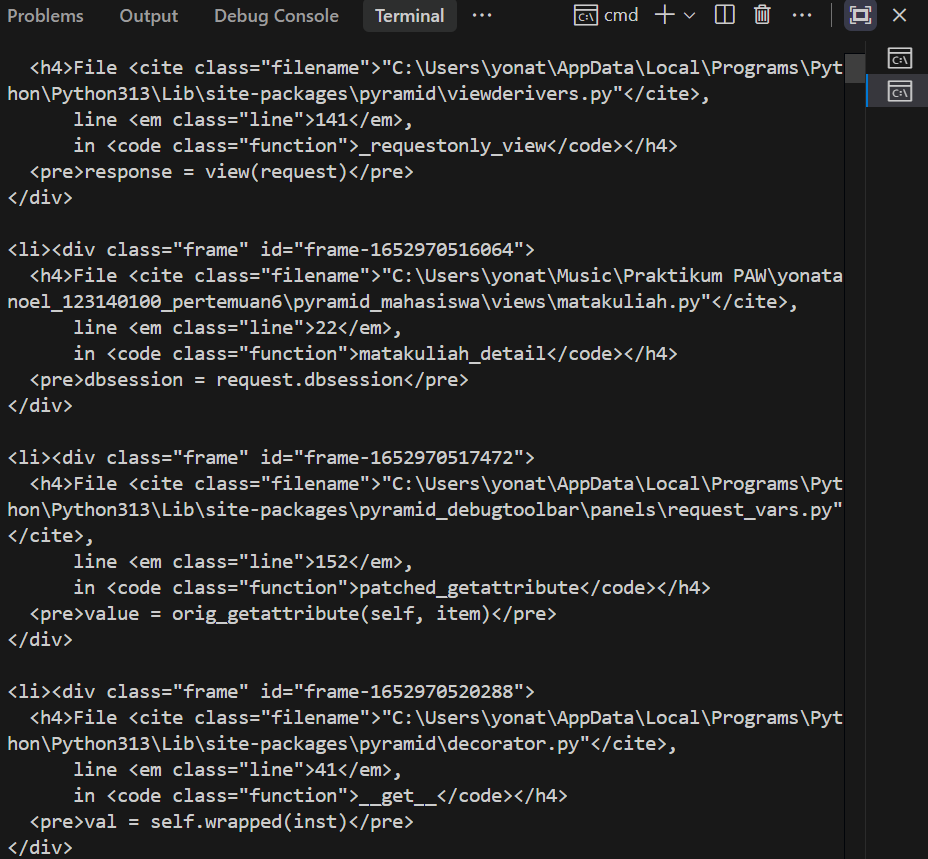 Problems Output Debug Console Terminal ··· cmd
<h4>File <cite class="filename">"C:\Users\yonat\AppData\Local\Programs\Pyt
hon\Python313\Lib\site-packages\pyramid\viewderivers.py"</cite>,
line <em class="line">141</em>,
in <code class="function">_requestonly_view</code></h4>
<pre>response = view(request)</pre>
</div>
<li><div class="frame" id="frame-1652970516064">
<h4>File <cite class="filename">"C:\Users\yonat\Music\Praktikum PAW\yonata
noel_123140100_pertemuan6\pyramid_mahasiswa\views\matakuliah.py"</cite>,
line <em class="line">22</em>,
in <code class="function">matakuliah_detail</code></h4>
<pre>dbsession = request.dbsession</pre>
</div>
<li><div class="frame" id="frame-1652970517472">
<h4>File <cite class="filename">"C:\Users\yonat\AppData\Local\Programs\Pyt
hon\Python313\Lib\site-packages\pyramid_debugtoolbar\panels\request_vars.py"
</cite>,
line <em class="line">152</em>,
in <code class="function">patched_getattribute</code></h4>
<pre>value = orig_getattribute(self, item)</pre>
</div>
<li><div class="frame" id="frame-1652970520288">
<h4>File <cite class="filename">"C:\Users\yonat\AppData\Local\Programs\Pyt
hon\Python313\Lib\site-packages\pyramid\decorator.py"</cite>,
line <em class="line">41</em>,
in <code class="function">__get__</code></h4>
<pre>val = self.wrapped(inst)</pre>
</div>